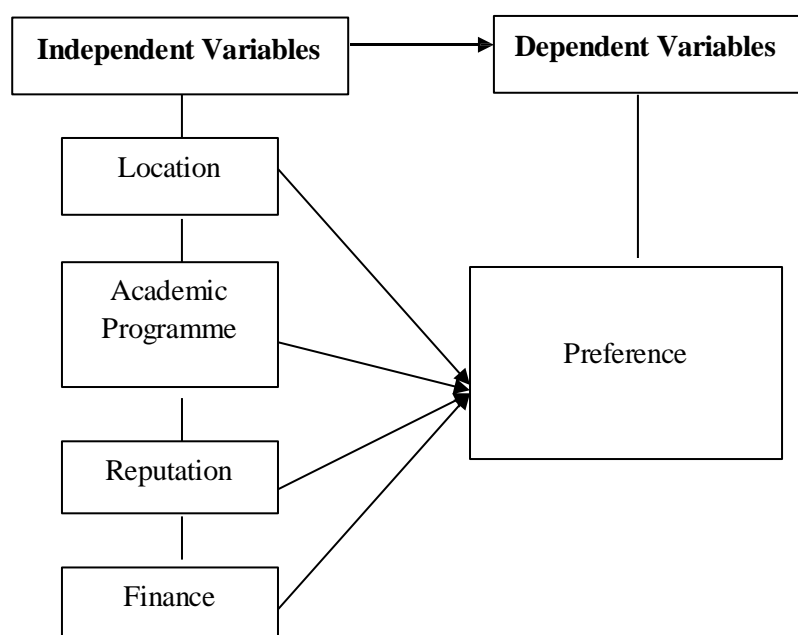 Independent Variables
Dependent Variables
Location
Academic
Programme
Preference
Reputation
Finance